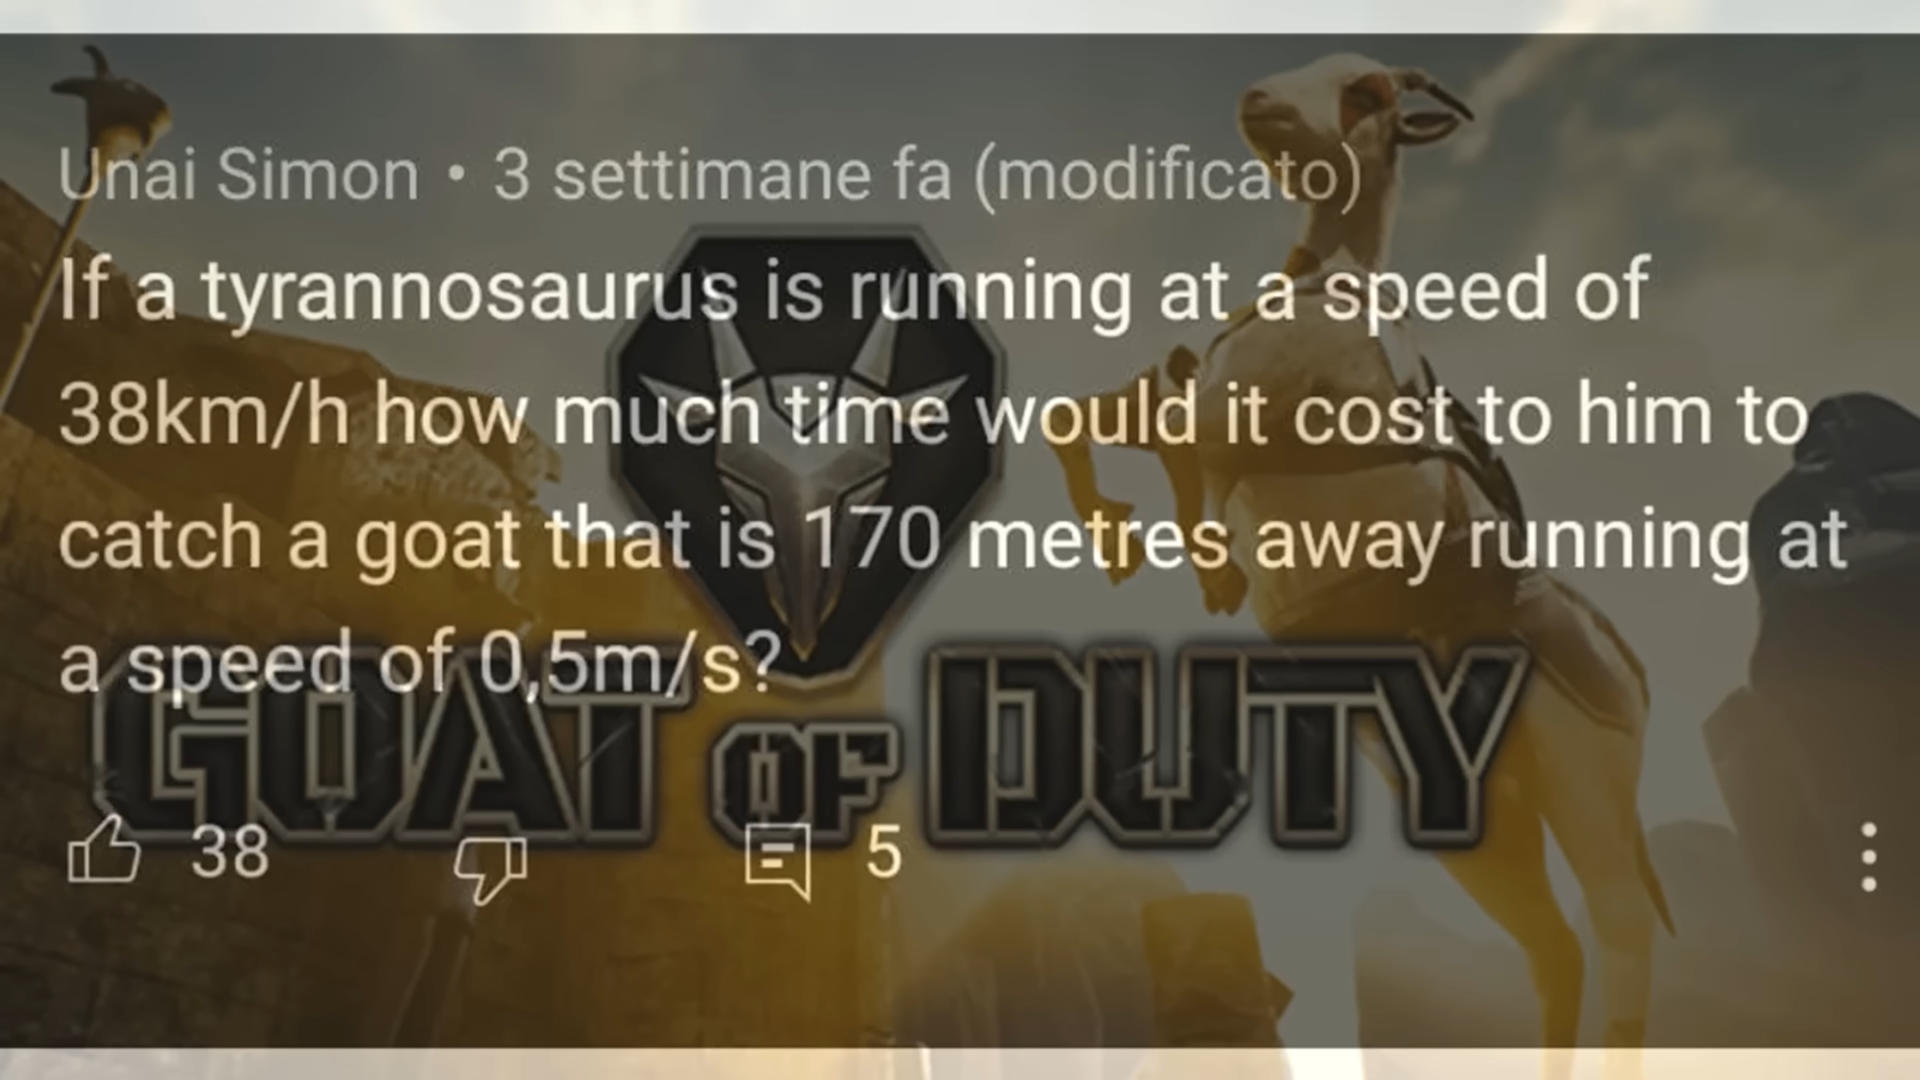 Unai Simon • 3 settimane fa (modificato)
If a tyrannosaurus is running at a speed of
38km/h how much time would it cost to him to
catch a goat that is 170 metres away running at
a speed of 0,5m/s?
GOAT OF DUTY
38 5